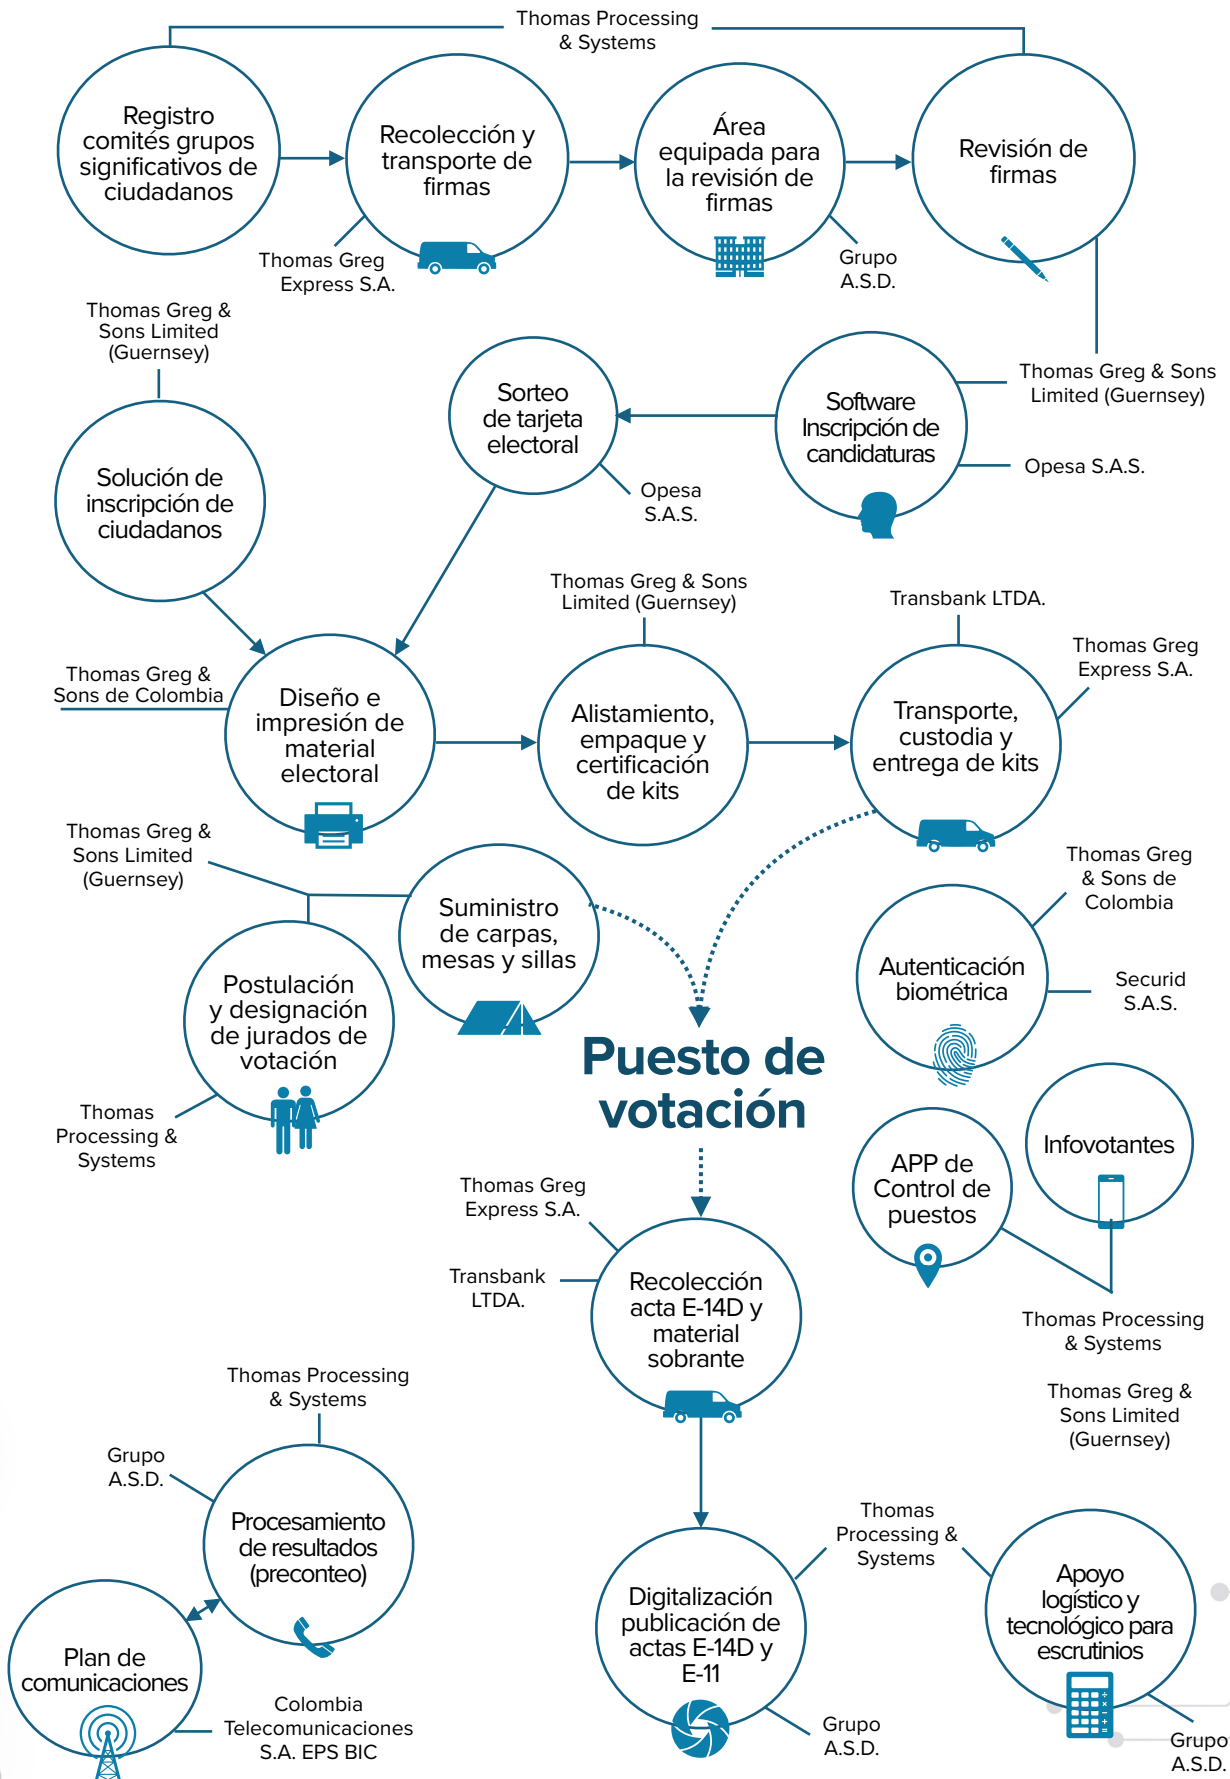 Thomas Processing
& Systems
Registro
comités grupos
significativos de
ciudadanos
Recolección y
transporte de
firmas
Área
equipada para
la revisión de
firmas
Revisión de
firmas
Thomas Greg
Express S.A.
Grupo
A.S.D.
Thomas Greg &
Sons Limited
(Guernsey)
Sorteo
de tarjeta
electoral
Software
Inscripción de
candidaturas
Thomas Greg & Sons
Limited (Guernsey)
Opesa S.A.S.
Opesa
S.A.S.
Solución de
inscripción de
ciudadanos
Thomas Greg & Sons
Limited (Guernsey)
Transbank LTDA.
Thomas Greg
Express S.A.
Thomas Greg &
Sons de Colombia
Diseño e
impresión de
material
electoral
Alistamiento,
empaque y
certificación
de kits
Transporte,
custodia y
entrega de kits
Thomas Greg &
Sons Limited
(Guernsey)
Suministro
de carpas,
mesas y sillas
Thomas Greg
& Sons de
Colombia
Autenticación
biométrica
Securid
S.A.S.
Postulación
y designación
de jurados de
votación
Thomas
Processing &
Systems
Puesto de
votación
APP de
Control de
puestos
Infovotantes
Thomas Greg
Express S.A.
Transbank
LTDA.
Recolección
acta E-14D y
material
sobrante
Thomas Processing
& Systems
Thomas Greg &
Sons Limited
(Guernsey)
Thomas Processing
& Systems
Grupo
A.S.D.
Procesamiento
de resultados
(preconteo)
Plan de
comunicaciones
Colombia
Telecomunicaciones
S.A. EPS BIC
Digitalización
publicación de
actas E-14D y
E-11
Thomas
Processing &
Systems
Grupo
A.S.D.
Apoyo
logístico y
tecnológico para
escrutinios
Grupo
A.S.D.